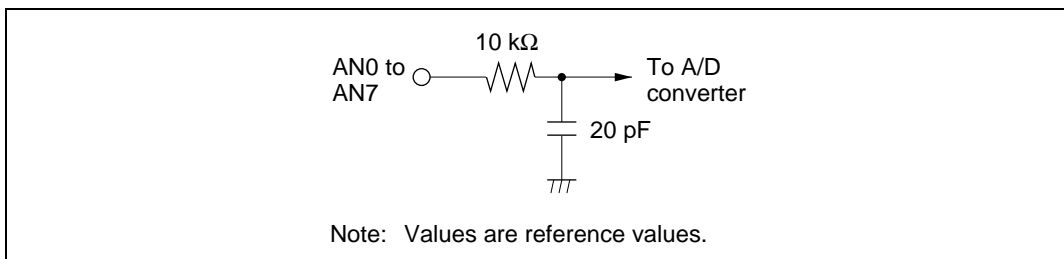 10 kΩ
AN0 to
AN7
To A/D
converter
20 pF
Note: Values are reference values.